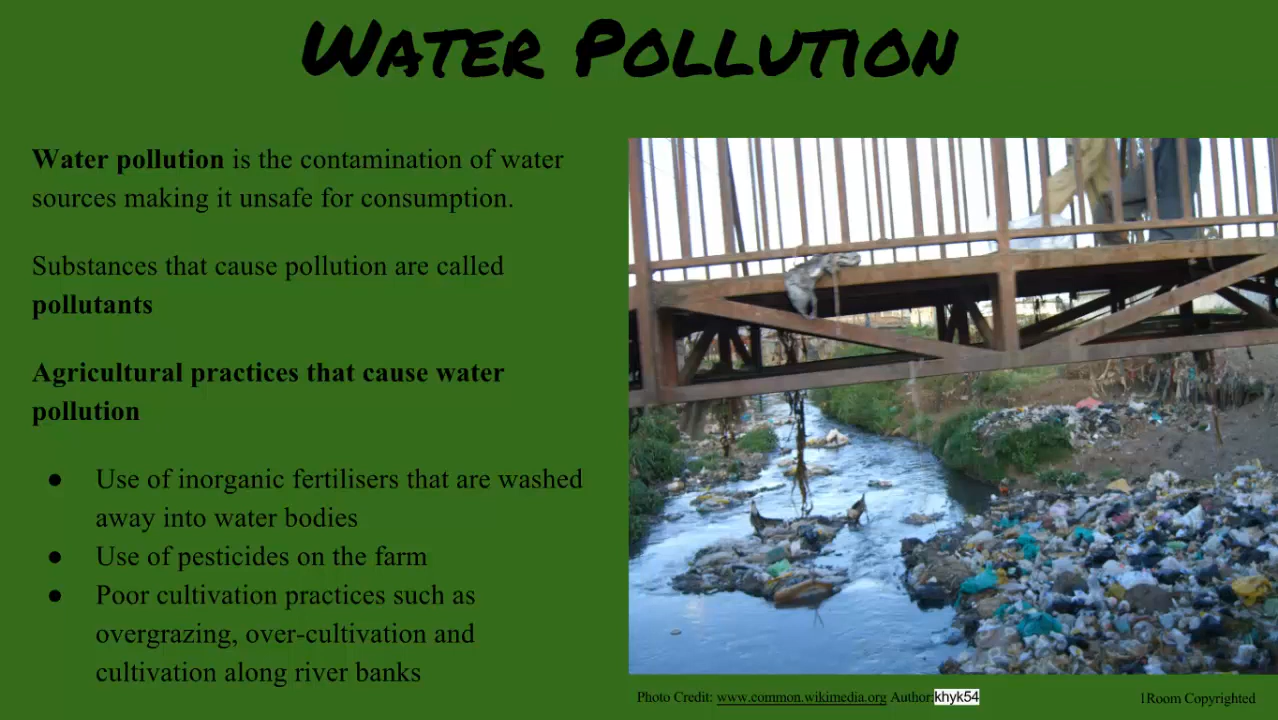 WATER POLLUTION
Water pollution is the contamination of water
sources making it unsafe for consumption.
Substances that cause pollution are called
pollutants
Agricultural practices that cause water
pollution
● Use of inorganic fertilisers that are washed
away into water bodies
● Use of pesticides on the farm
● Poor cultivation practices such as
overgrazing, over-cultivation and
cultivation along river banks
Photo Credit: www.common.wikimedia.org Author:khyk54
1Room Copyrighted